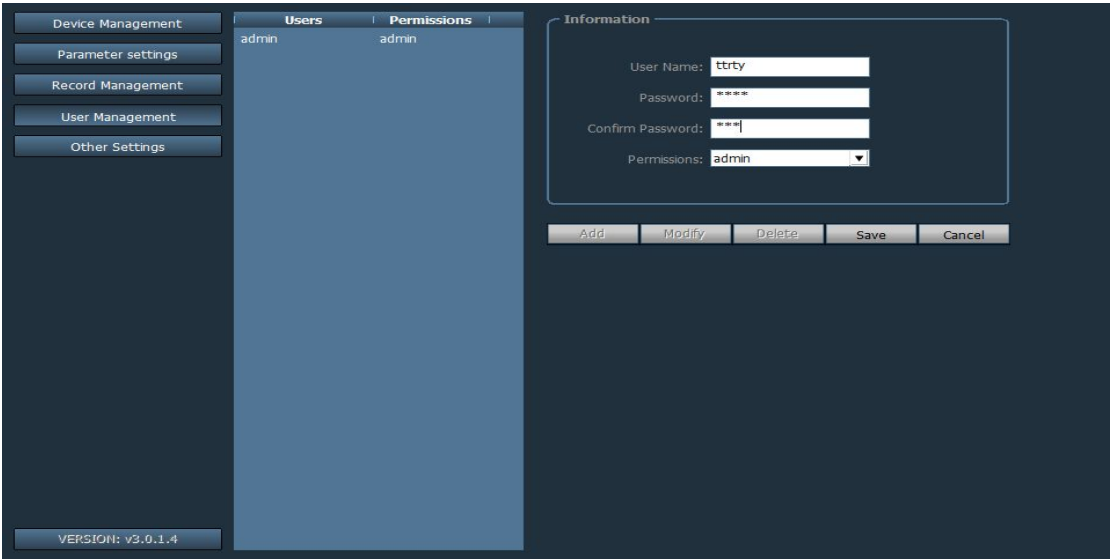 Device Management
Parameter settings
Record Management
User Management
Other Settings
VERSION: v3.0.1.4
Users Permissions
admin admin
Information
User Name: ttrty
Password: ****
Confirm Password: ***
Permissions: admin
Add Modify Delete Save Cancel